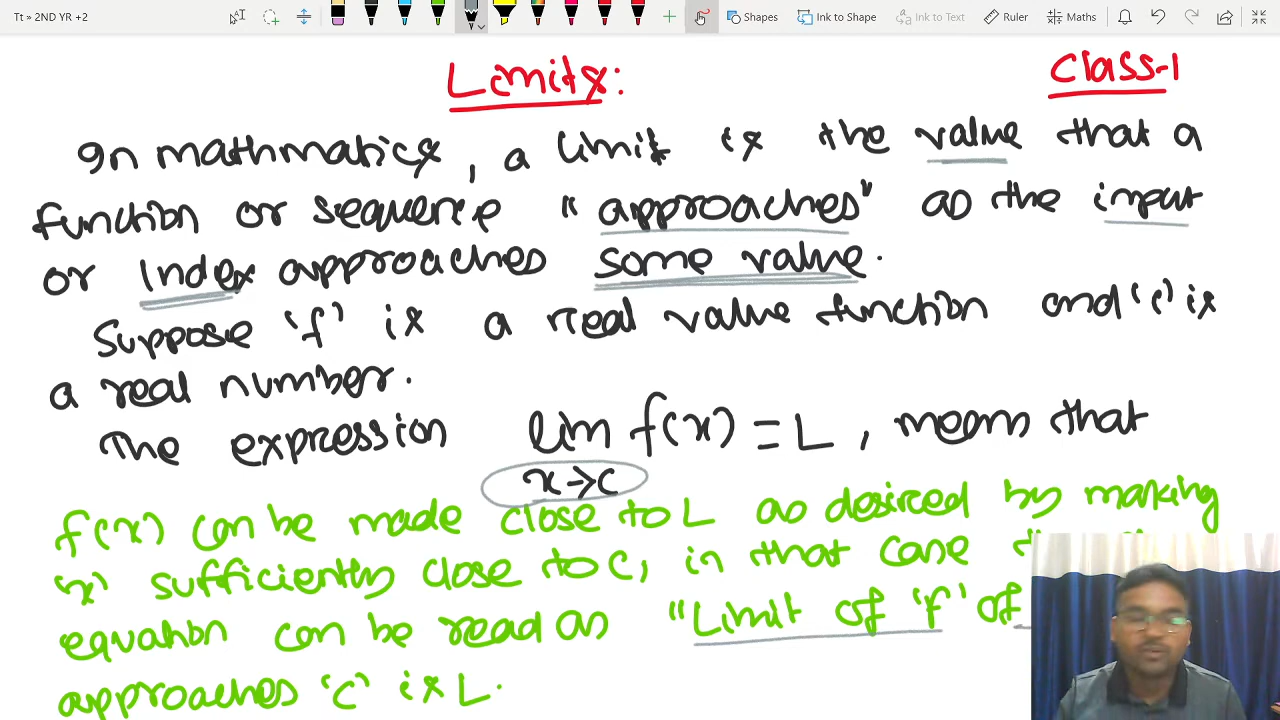 Tt » 2ND YR +2
Shapes Ink to Shape Ink to Text Ruler Maths
Limits:
Class-1
In mathmatics, a limit is the value that a
function or sequence "approaches" as the input
or Index approaches some value.
Suppose 'f' is a real value function and 'c' is
a real number.
The expression lim f(x) = L, means that
x→c
f(x) can be made close to L as desired by making
'x' sufficiently close to C, in that case
equation can be read as "Limit of 'f' of
approaches 'c' is L.